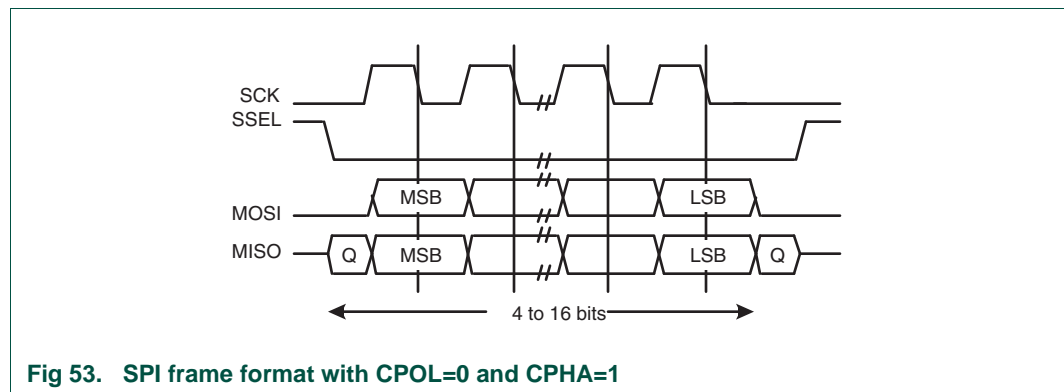 SCK
SSEL
MOSI MSB LSB
MISO Q MSB LSB Q
4 to 16 bits
Fig 53. SPI frame format with CPOL=0 and CPHA=1